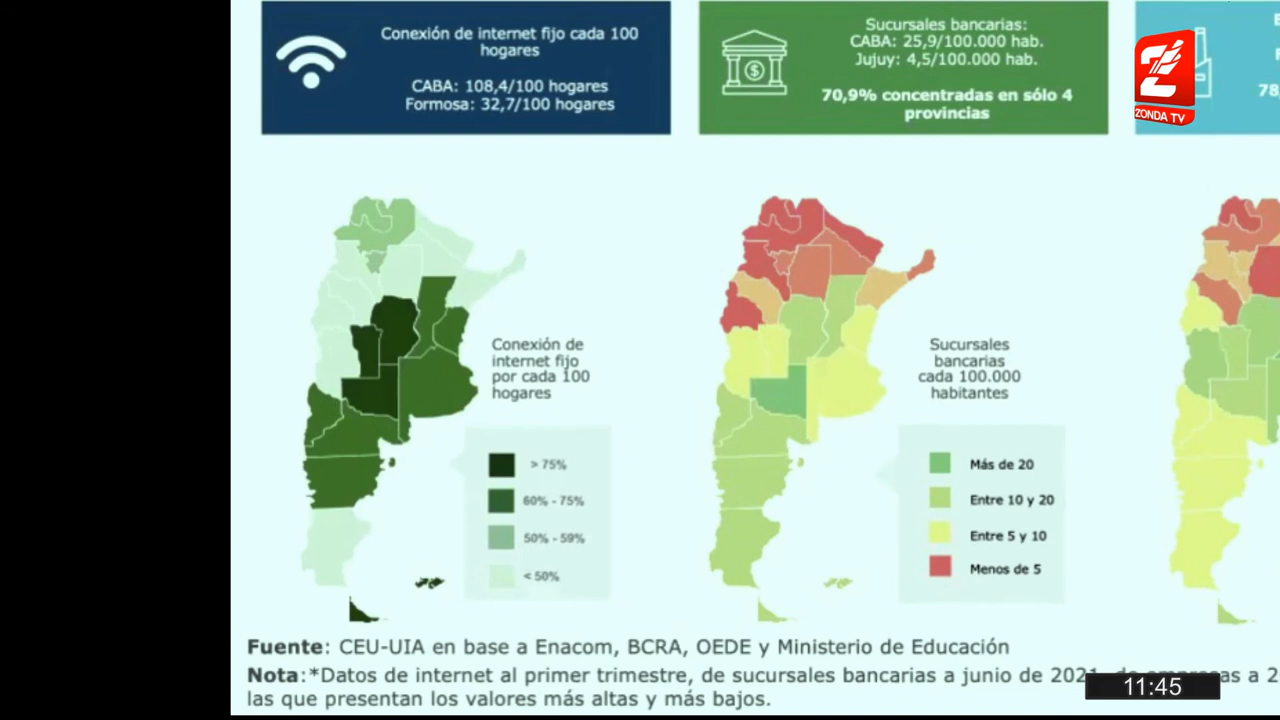 Conexión de internet fijo cada 100
hogares
CABA: 108,4/100 hogares
Formosa: 32,7/100 hogares
Sucursales bancarias:
CABA: 25,9/100.000 hab.
Jujuy: 4,5/100.000 hab.
70,9% concentradas en sólo 4
provincias
78,
Z
ZONDA TV
Conexión de
internet fijo
por cada 100
hogares
> 75%
60% - 75%
50% - 59%
< 50%
Sucursales
bancarias
cada 100.000
habitantes
Más de 20
Entre 10 y 20
Entre 5 y 10
Menos de 5
Fuente: CEU-UIA en base a Enacom, BCRA, OEDE y Ministerio de Educación
Nota:*Datos de internet al primer trimestre, de sucursales bancarias a junio de 2021, de empresas a 2
las que presentan los valores más altas y más bajos.
11:45